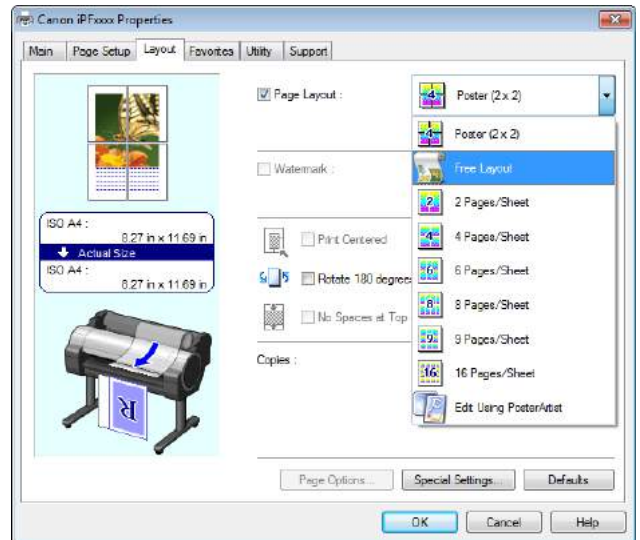 Canon iPFxxxx Properties
Main Page Setup Layout Favorites Utility Support
Page Layout :
Poster (2 x 2)
Poster (2 x 2)
Watermark :
Free Layout
2 Pages/Sheet
ISO A4 :
8.27 in x 11.69 in
Actual Size
ISO A4 :
8.27 in x 11.69 in
Print Centered
4 Pages/Sheet
6 Pages/Sheet
Rotate 180 degrees
8 Pages/Sheet
No Spaces at Top
9 Pages/Sheet
Copies :
16 Pages/Sheet
Edit Using PosterArtist
R
Page Options... Special Settings... Defaults
OK Cancel Help